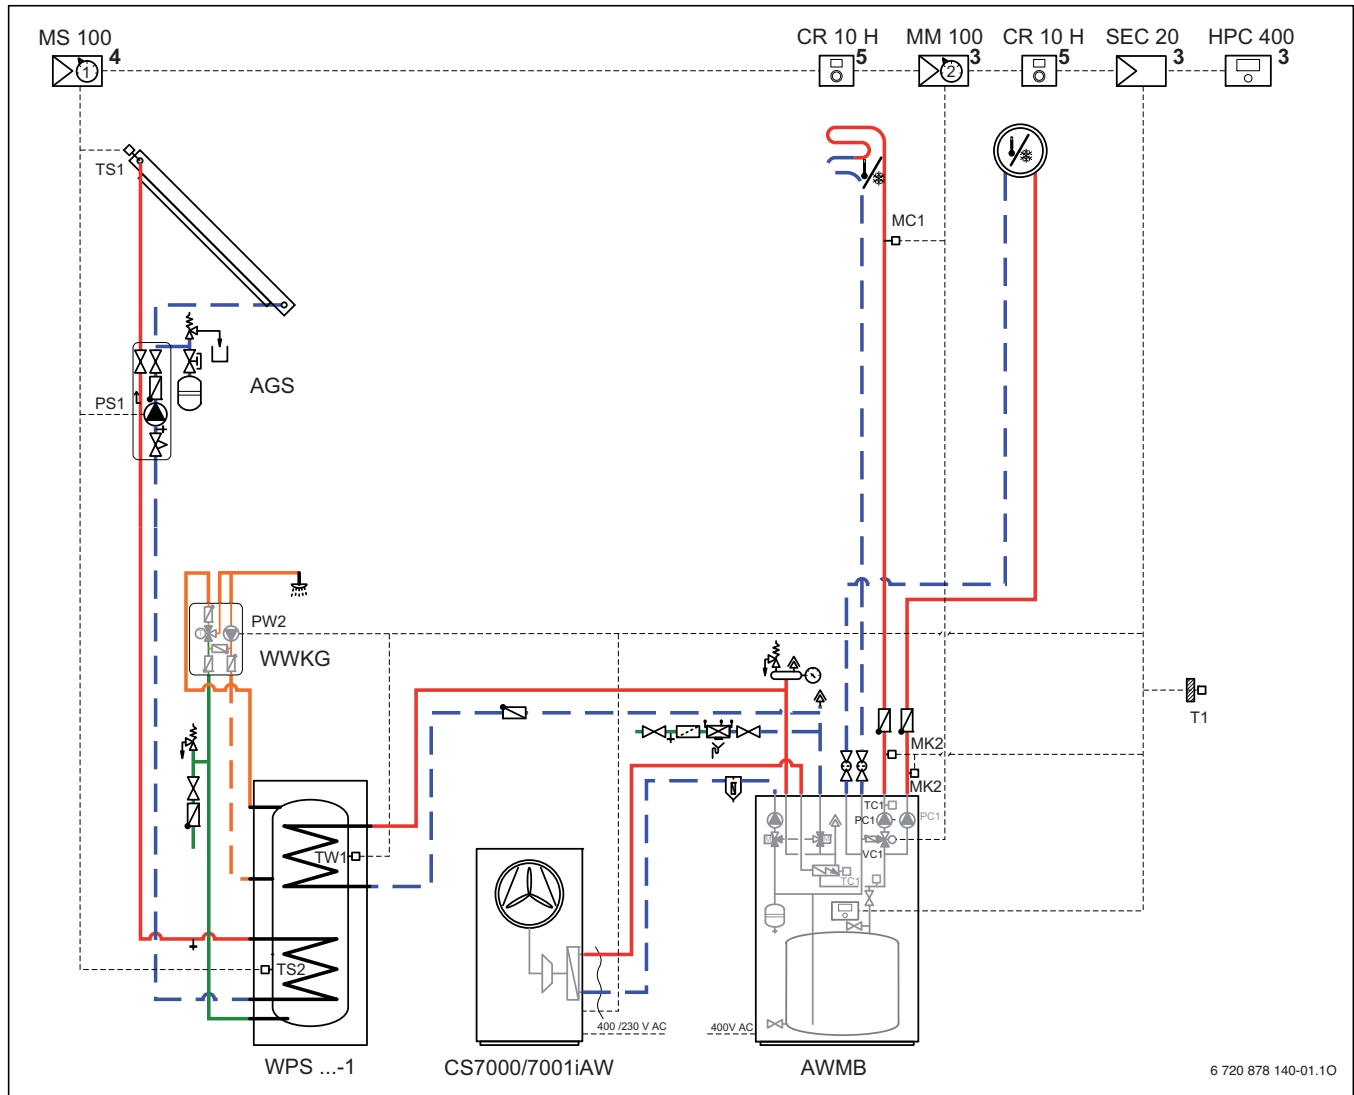 MS 100
4
CR 10 H
5
MM 100
3
CR 10 H
5
SEC 20
3
HPC 400
3
1
2
TS1
MC1
AGS
PS1
PW2
WWKG
T
T1
MK2
MK2
TC1
PC1
PC1
M
M
VC1
TC1
TW1
TS2
400 /230 V AC
400V AC
WPS ...-1
CS7000/7001iAW
AWMB
6 720 878 140-01.1O